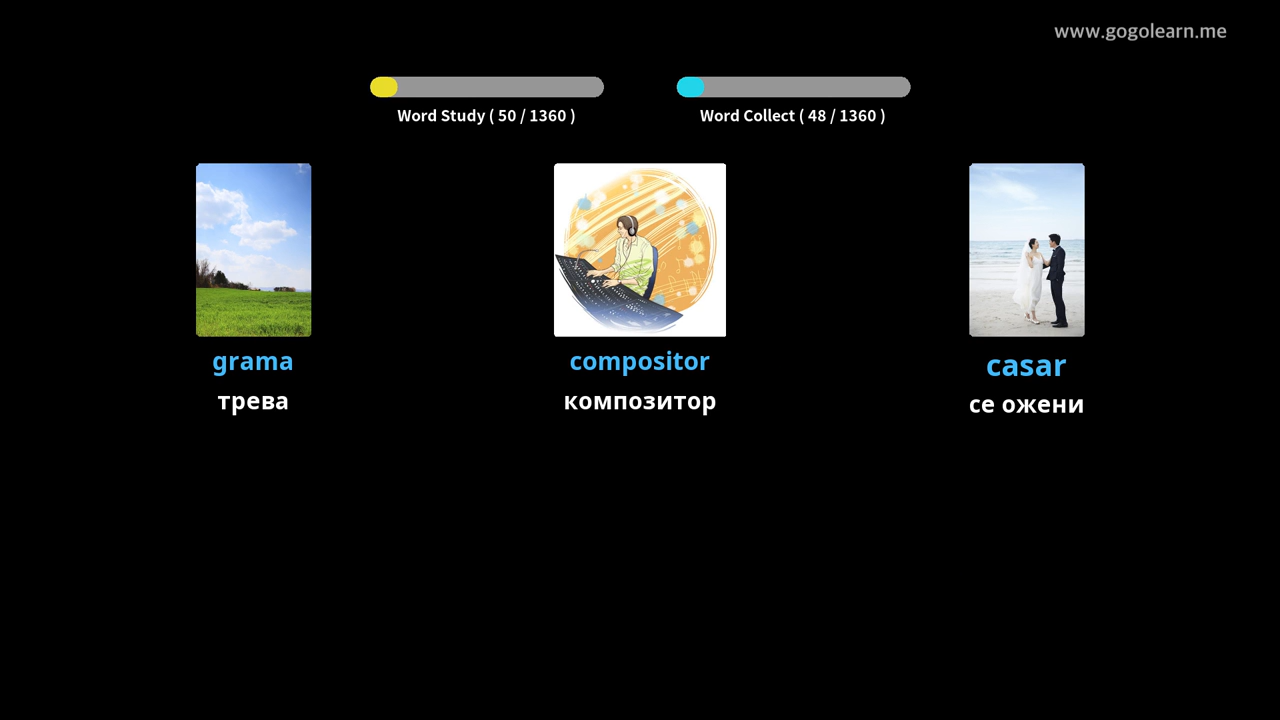 www.gogolearn.me
Word Study ( 50 / 1360 )
Word Collect ( 48 / 1360 )
grama
compositor
casar
трева
композитор
се ожени